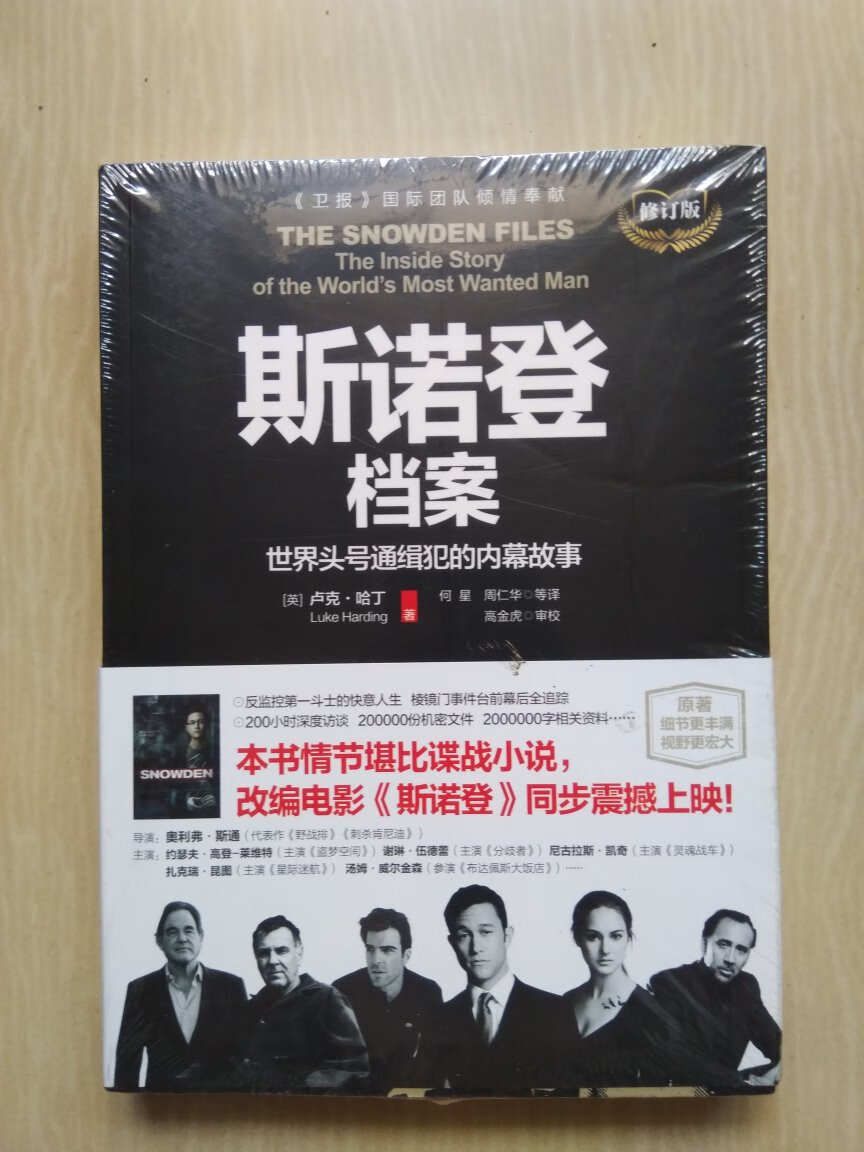 《卫报》国际团队倾情奉献
修订版
THE SNOWDEN FILES
The Inside Story
of the World's Most Wanted Man
斯诺登
档案
世界头号通缉犯的内幕故事
[英] 卢克·哈丁 著 何星 周仁华◎等译
Luke Harding 高金虎◎审校
⊙反监控第一斗士的快意人生 棱镜门事件台前幕后全追踪
⊙200小时深度访谈 200000份机密文件 2000000字相关资料……
原著
细节更丰满
视野更宏大
SNOWDEN
本书情节堪比谍战小说，
改编电影《斯诺登》同步震撼上映!
导演：奥利弗·斯通（代表作《野战排》《刺杀肯尼迪》）
主演：约瑟夫·高登-莱维特（主演《盗梦空间》）谢琳·伍德蕾（主演《分歧者》）尼古拉斯·凯奇（主演《灵魂战车》）
扎克瑞·昆图（主演《星际迷航》） 汤姆·威尔金森（参演《布达佩斯大饭店》）……